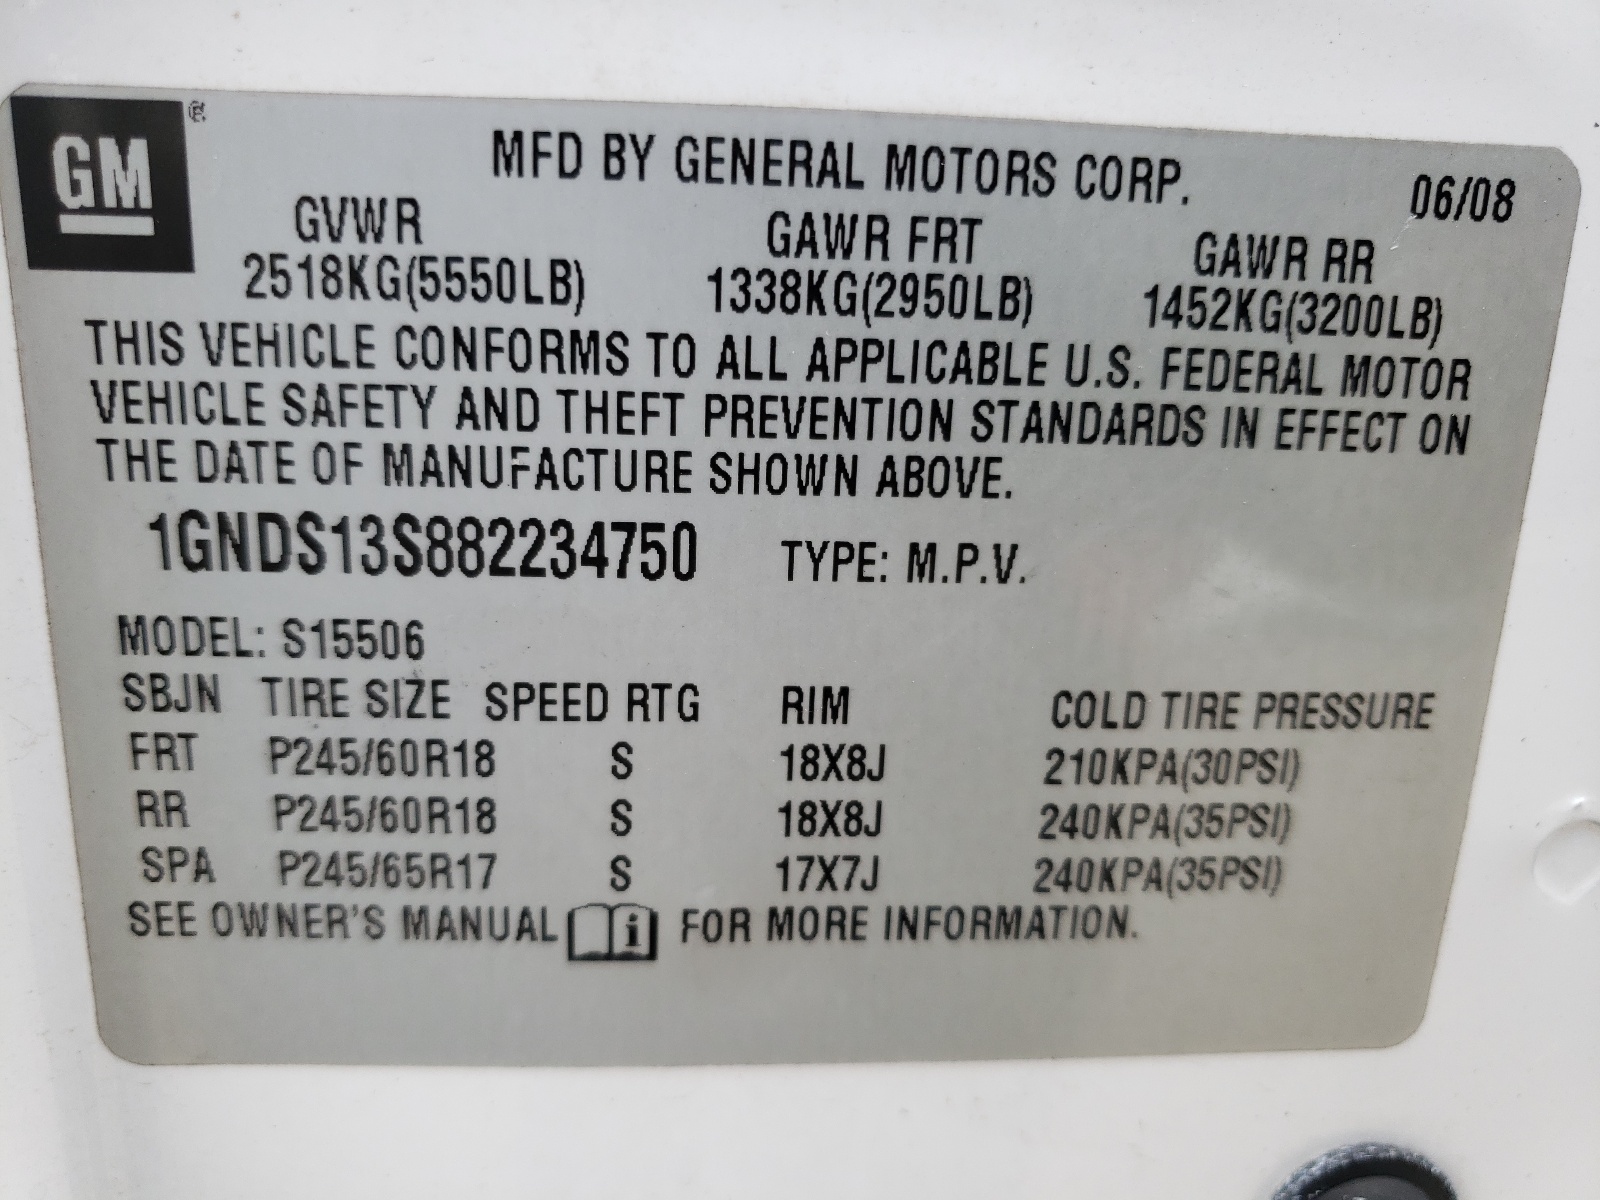 GM
MFD BY GENERAL MOTORS CORP. 06/08
GVWR GAWR FRT GAWR RR
2518KG(5550LB) 1338KG(2950LB) 1452KG(3200LB)
THIS VEHICLE CONFORMS TO ALL APPLICABLE U.S. FEDERAL MOTOR
VEHICLE SAFETY AND THEFT PREVENTION STANDARDS IN EFFECT ON
THE DATE OF MANUFACTURE SHOWN ABOVE.
1GNDS13S882234750 TYPE: M.P.V.
MODEL: S15506
SBJN TIRE SIZE SPEED RTG RIM COLD TIRE PRESSURE
FRT P245/60R18 S 18X8J 210KPA(30PSI)
RR P245/60R18 S 18X8J 240KPA(35PSI)
SPA P245/65R17 S 17X7J 240KPA(35PSI)
SEE OWNER'S MANUAL i FOR MORE INFORMATION.